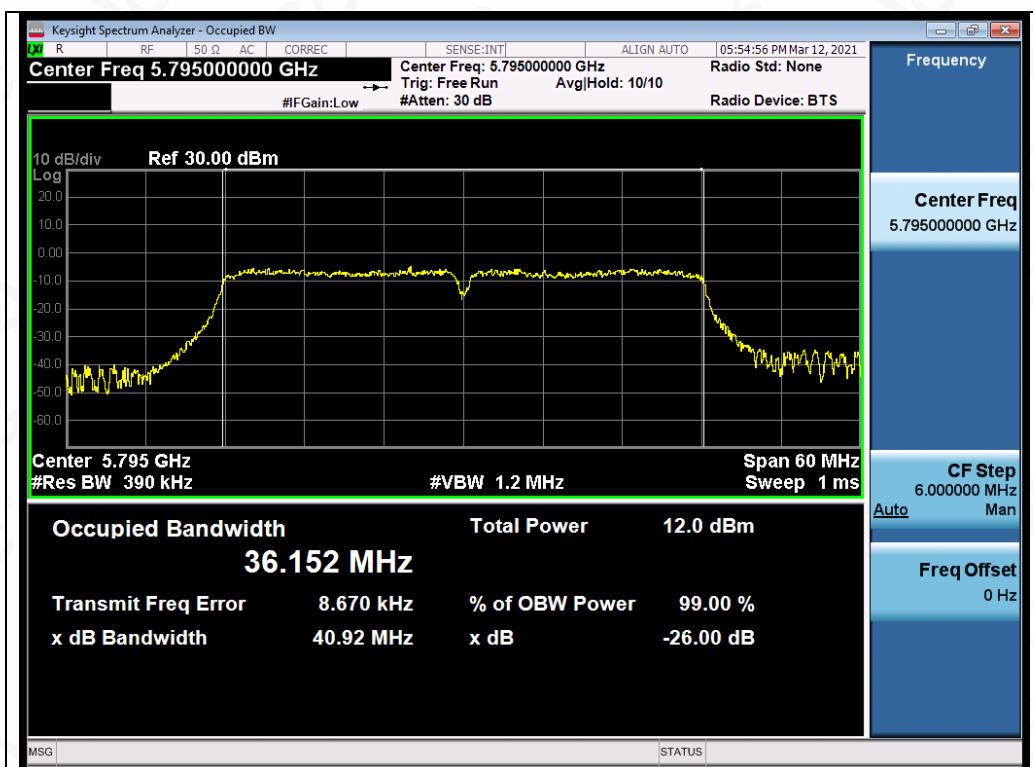 Keysight Spectrum Analyzer - Occupied BW
LXI R RF 50 Ω AC CORREC SENSE:INT ALIGN AUTO 05:54:56 PM Mar 12, 2021
Center Freq 5.795000000 GHz
Center Freq: 5.795000000 GHz
Radio Std: None
Trig: Free Run Avg|Hold: 10/10
#IFGain:Low
#Atten: 30 dB
Radio Device: BTS
Frequency
10 dB/div Ref 30.00 dBm
Log
20.0
10.0
0.00
-10.0
-20.0
-30.0
-40.0
-50.0
-60.0
Center 5.795 GHz
Span 60 MHz
#Res BW 390 kHz
#VBW 1.2 MHz
Sweep 1 ms
Center Freq
5.795000000 GHz
CF Step
6.000000 MHz
Auto Man
Freq Offset
0 Hz
Occupied Bandwidth
Total Power 12.0 dBm
36.152 MHz
Transmit Freq Error 8.670 kHz
% of OBW Power 99.00 %
x dB Bandwidth 40.92 MHz
x dB -26.00 dB
MSG
STATUS